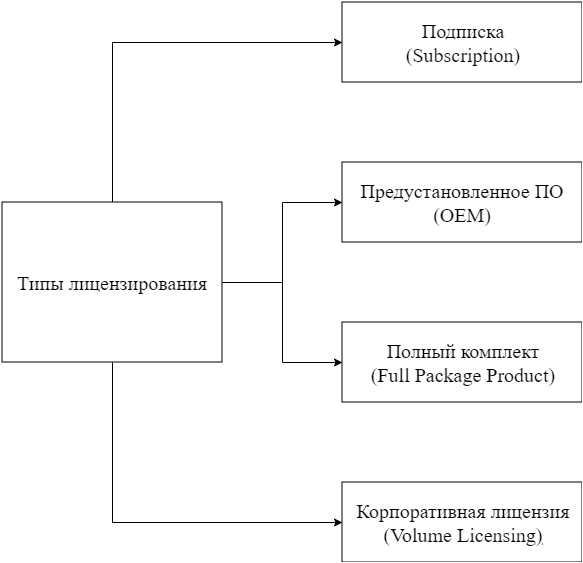 Подписка
(Subscription)
Предустановленное ПО
(OEM)
Типы лицензирования
Полный комплект
(Full Package Product)
Корпоративная лицензия
(Volume Licensing)